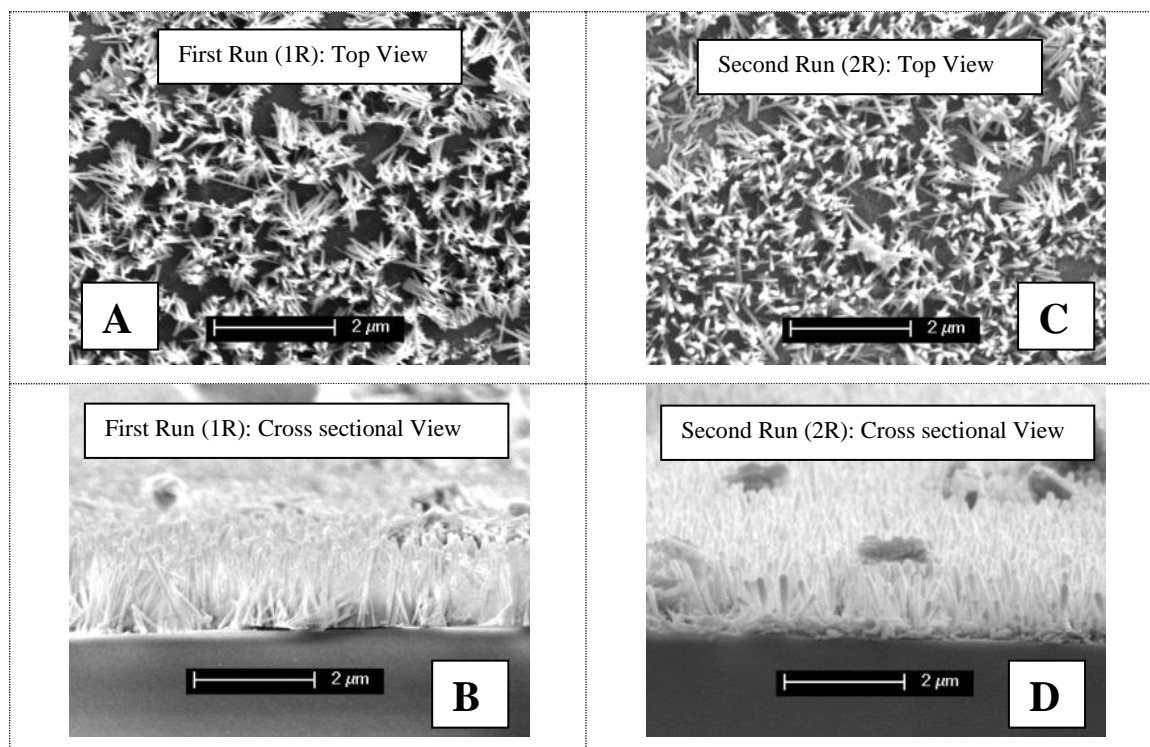 First Run (1R): Top View
A
2 μm
Second Run (2R): Top View
C
2 μm
First Run (1R): Cross sectional View
2 μm
B
Second Run (2R): Cross sectional View
2 μm
D